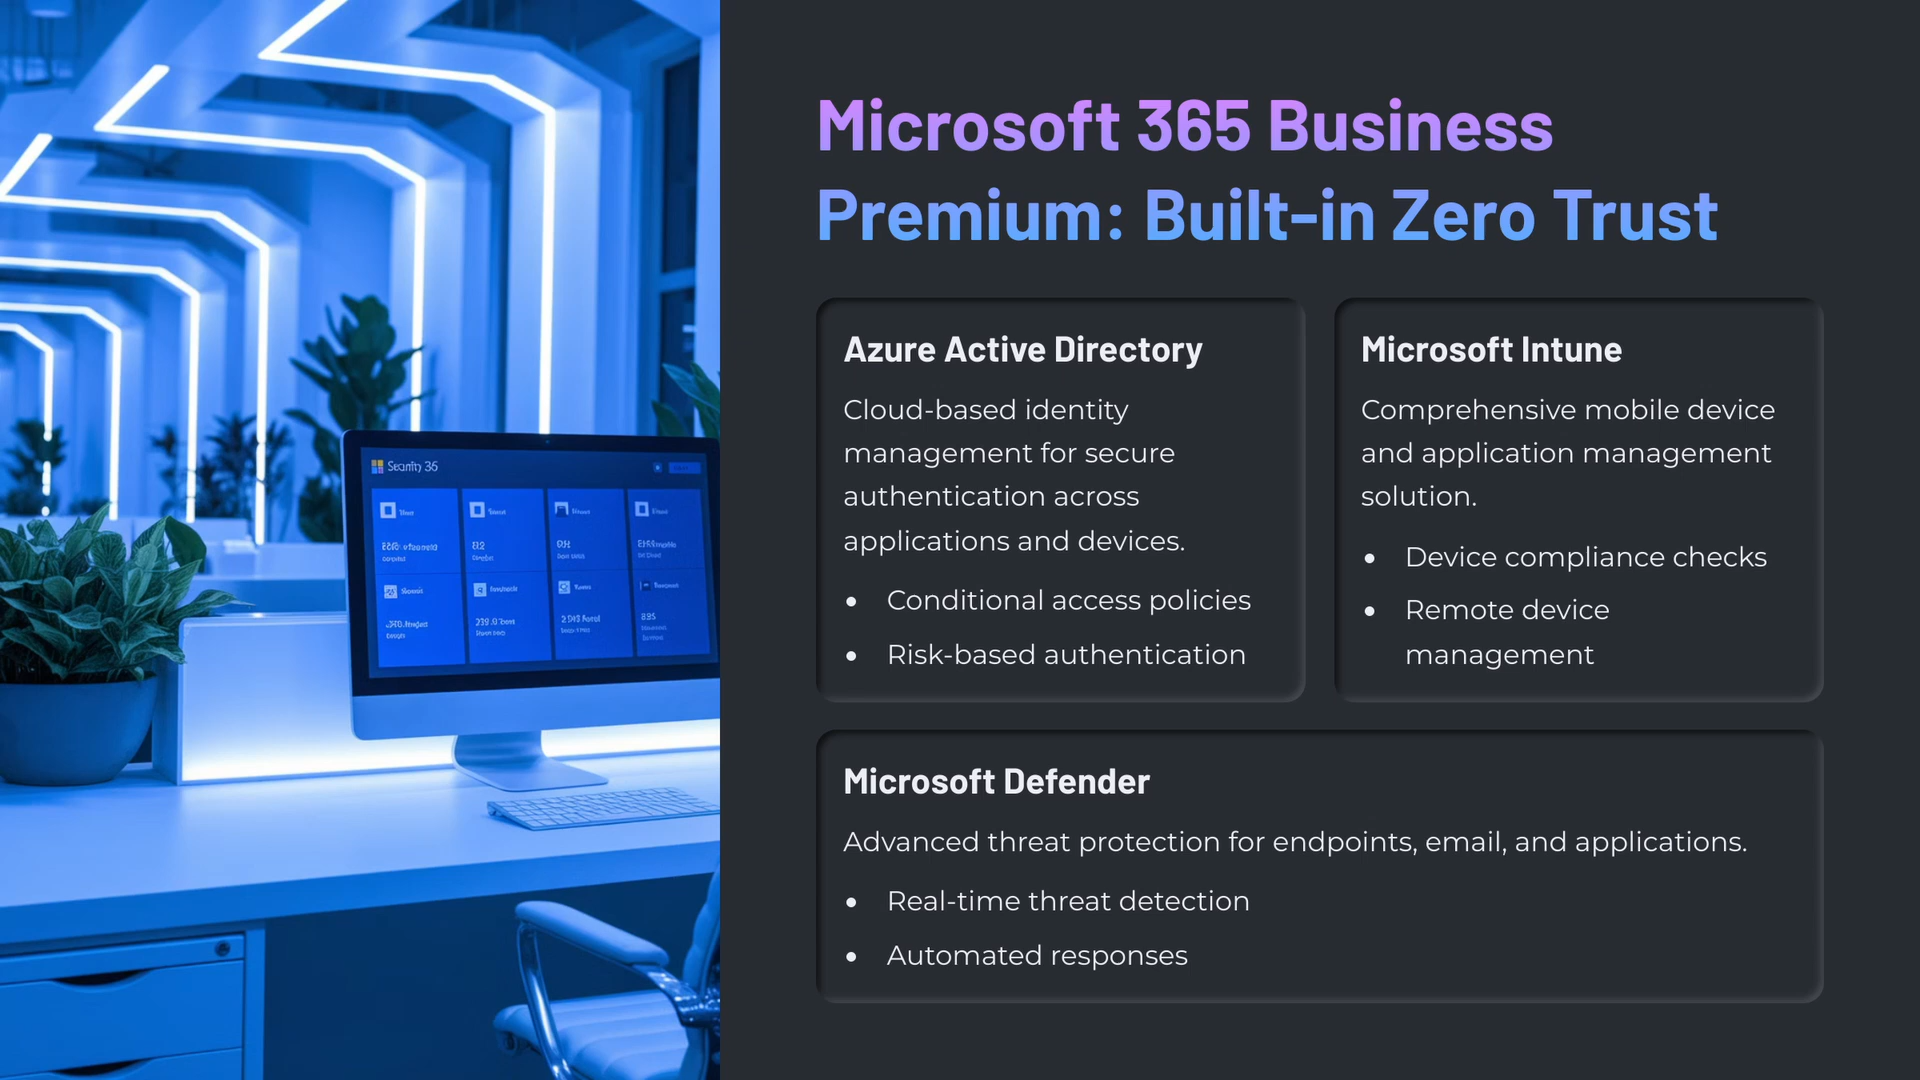 Microsoft 365 Business
Premium: Built-in Zero Trust
Azure Active Directory
Cloud-based identity
management for secure
authentication across
applications and devices.
• Conditional access policies
• Risk-based authentication
Microsoft Intune
Comprehensive mobile device
and application management
solution.
• Device compliance checks
• Remote device
management
Microsoft Defender
Advanced threat protection for endpoints, email, and applications.
• Real-time threat detection
• Automated responses